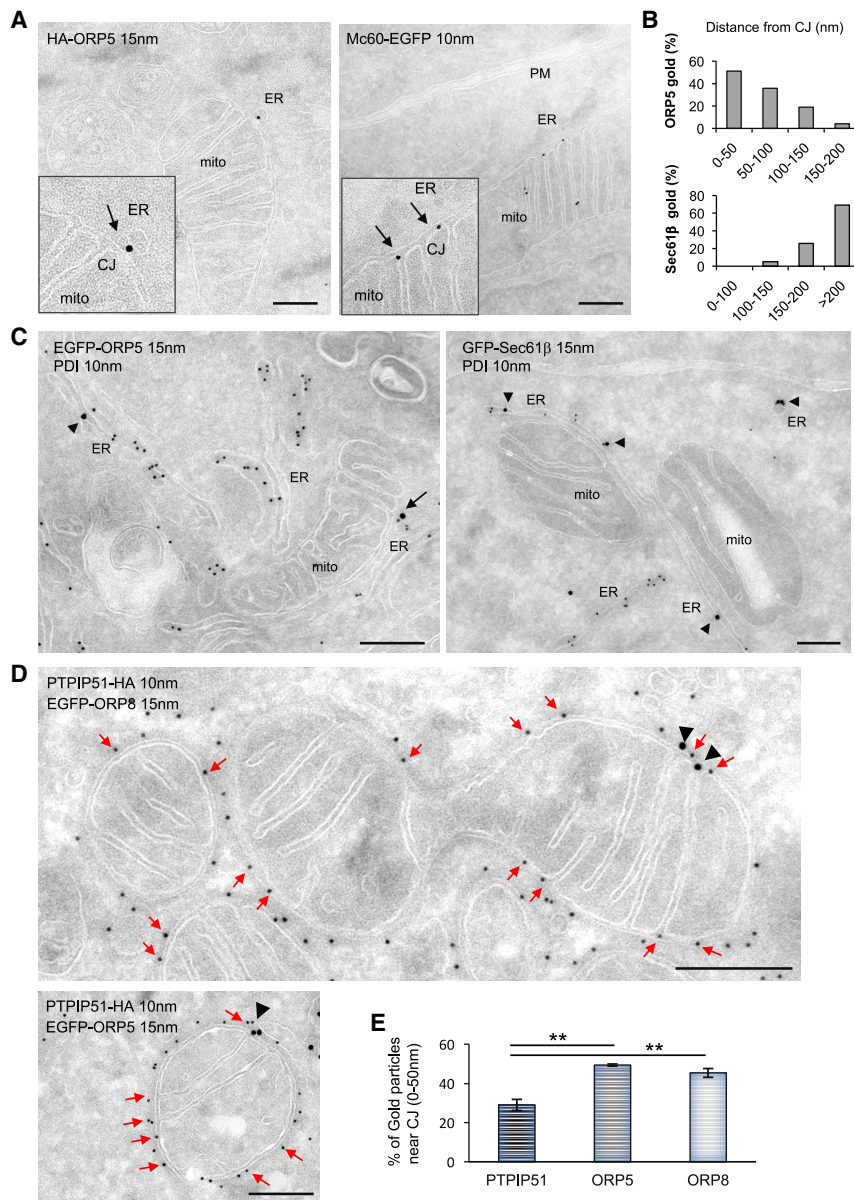 A
HA-ORP5 15nm
ER
mito
ER
CJ
mito
Mc60-EGFP 10nm
PM
ER
ER
mito
CJ
mito
B
Distance from CJ (nm)
ORP5 gold (%)
60
40
20
0
0-50
50-100
100-150
150-200
Sec61β gold (%)
80
60
40
20
0
0-100
100-150
150-200
>200
C
EGFP-ORP5 15nm
PDI 10nm
ER
ER
ER
mito
GFP-Sec61β 15nm
PDI 10nm
ER
ER
mito
mito
ER
ER
D
PTPIP51-HA 10nm
EGFP-ORP8 15nm
PTPIP51-HA 10nm
EGFP-ORP5 15nm
E
% of Gold particles
near CJ (0-50nm)
60
40
20
0
**
**
PTPIP51
ORP5
ORP8